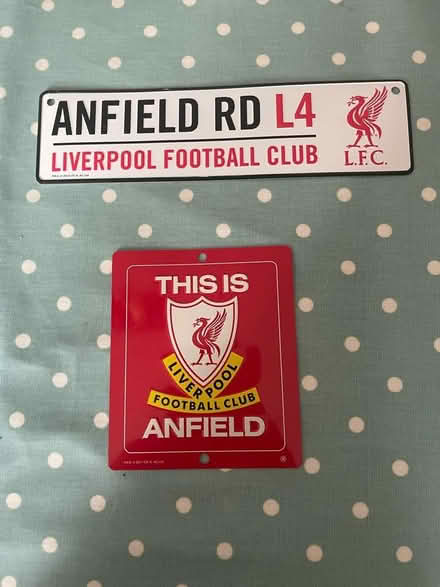 ANFIELD RD L4
LIVERPOOL FOOTBALL CLUB
L.F.C.
THIS IS
LIVERPOOL
FOOTBALL CLUB
ANFIELD